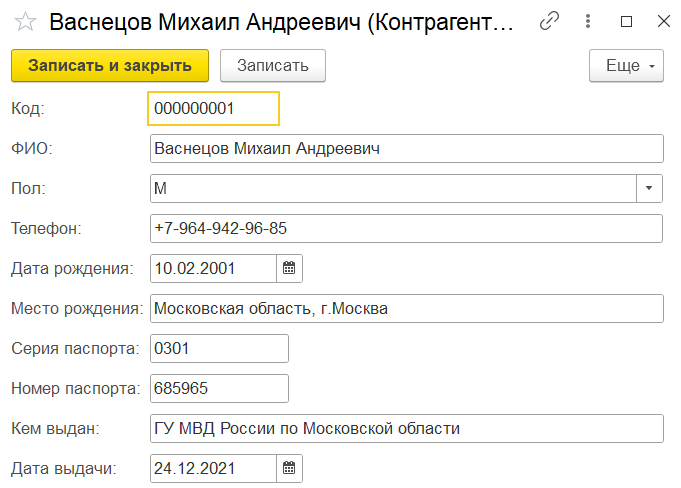 Васнецов Михаил Андреевич (Контрагент...
Записать и закрыть Записать Еще
Код: 000000001
ФИО: Васнецов Михаил Андреевич
Пол: М
Телефон: +7-964-942-96-85
Дата рождения: 10.02.2001
Место рождения: Московская область, г.Москва
Серия паспорта: 0301
Номер паспорта: 685965
Кем выдан: ГУ МВД России по Московской области
Дата выдачи: 24.12.2021